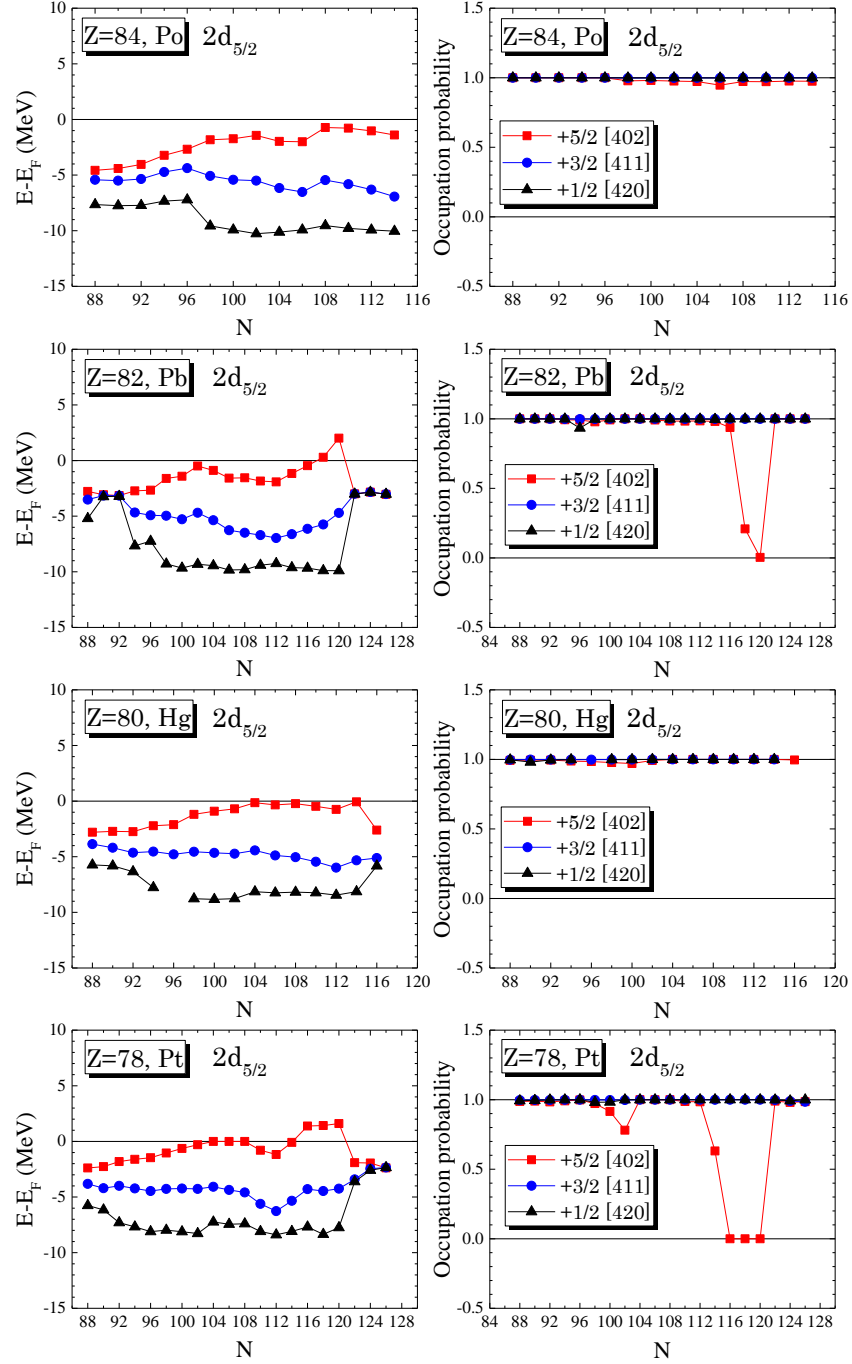 Z=84, Po 2d5/2
E-EF (MeV)
10
5
0
-5
-10
-15
88 92 96 100 104 108 112 116
N
Z=84, Po 2d5/2
Occupation probability
1.5
1.0
0.5
0.0
-0.5
+5/2 [402]
+3/2 [411]
+1/2 [420]
88 92 96 100 104 108 112 116
N
Z=82, Pb 2d5/2
E-EF (MeV)
10
5
0
-5
-10
-15
88 92 96 100 104 108 112 116 120 124 128
N
Z=82, Pb 2d5/2
Occupation probability
1.5
1.0
0.5
0.0
-0.5
+5/2 [402]
+3/2 [411]
+1/2 [420]
84 88 92 96 100 104 108 112 116 120 124 128
N
Z=80, Hg 2d5/2
E-EF (MeV)
10
5
0
-5
-10
-15
88 92 96 100 104 108 112 116 120
N
Z=80, Hg 2d5/2
Occupation probability
1.5
1.0
0.5
0.0
-0.5
+5/2 [402]
+3/2 [411]
+1/2 [420]
88 92 96 100 104 108 112 116 120
N
Z=78, Pt 2d5/2
E-EF (MeV)
10
5
0
-5
-10
-15
88 92 96 100 104 108 112 116 120 124 128
N
Z=78, Pt 2d5/2
Occupation probability
1.5
1.0
0.5
0.0
-0.5
+5/2 [402]
+3/2 [411]
+1/2 [420]
84 88 92 96 100 104 108 112 116 120 124 128
N